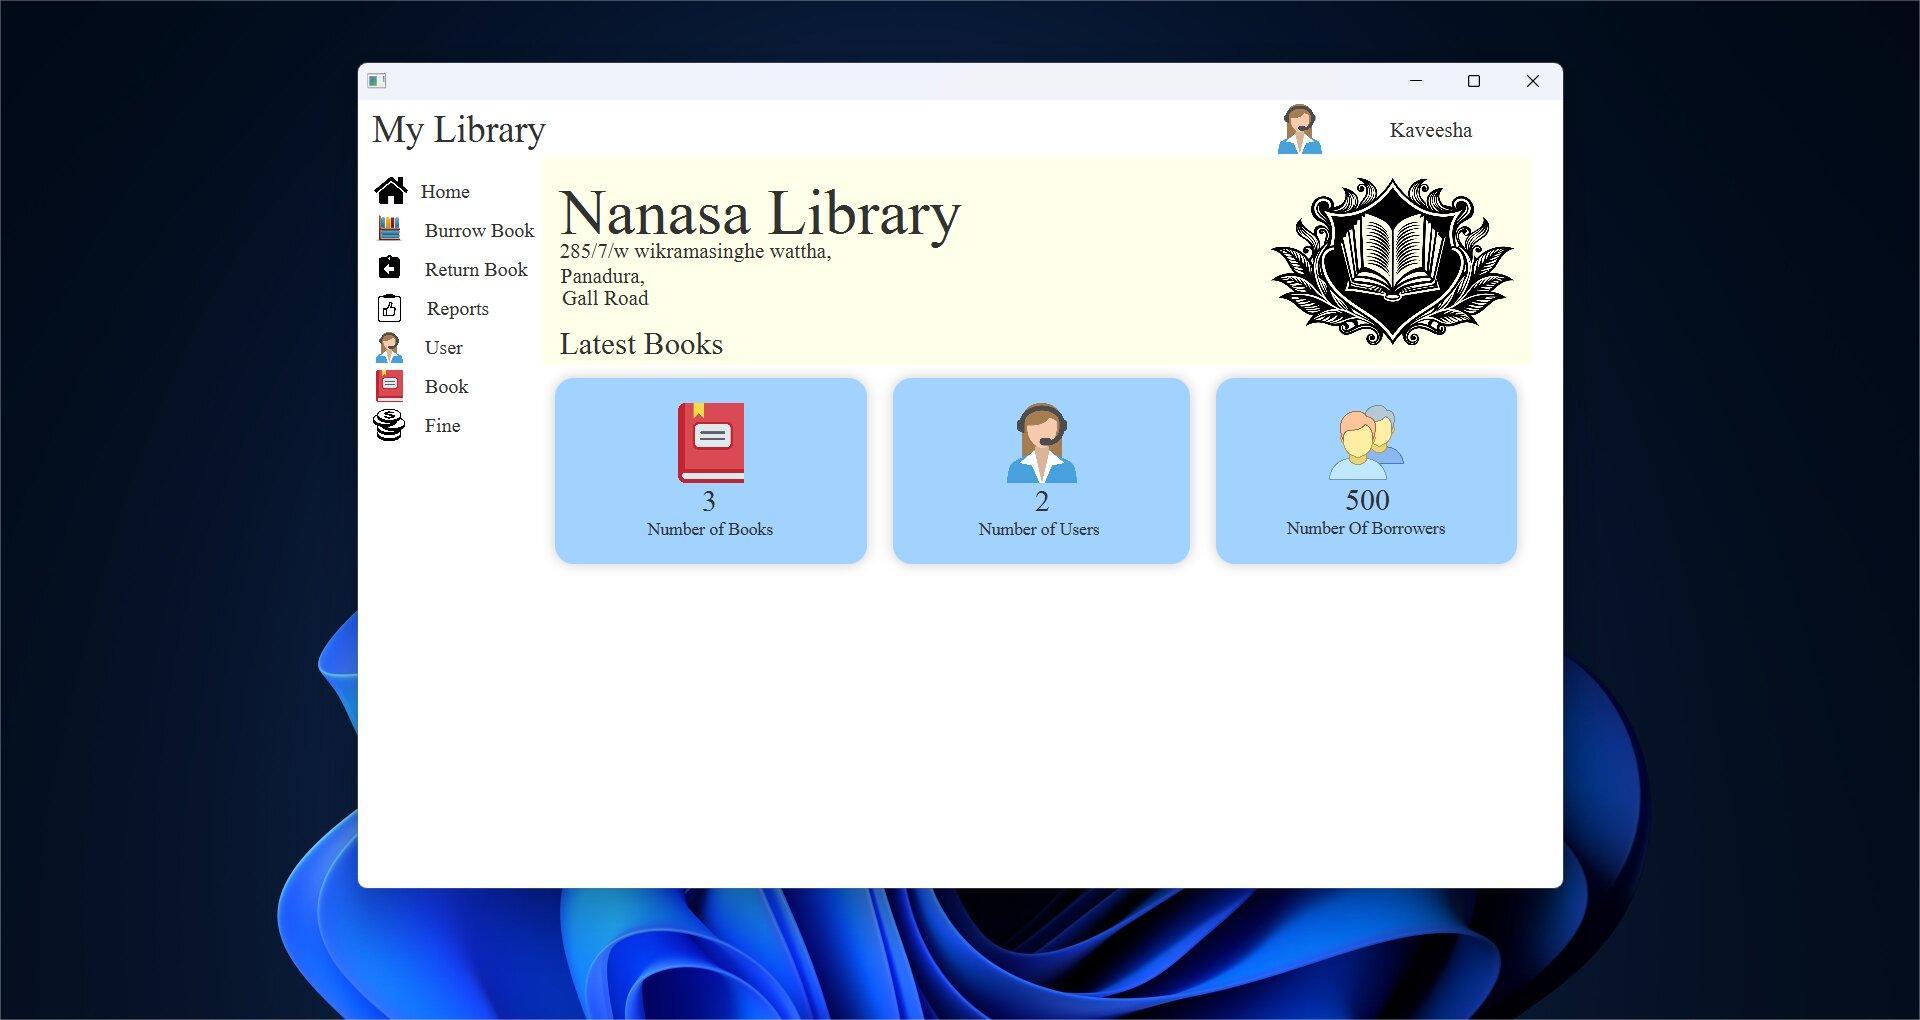 My Library
Kaveesha
Home
Burrow Book
Return Book
Reports
User
Book
Fine
Nanasa Library
285/7/w wikramasinghe wattha,
Panadura,
Gall Road
Latest Books
3
Number of Books
2
Number of Users
500
Number Of Borrowers